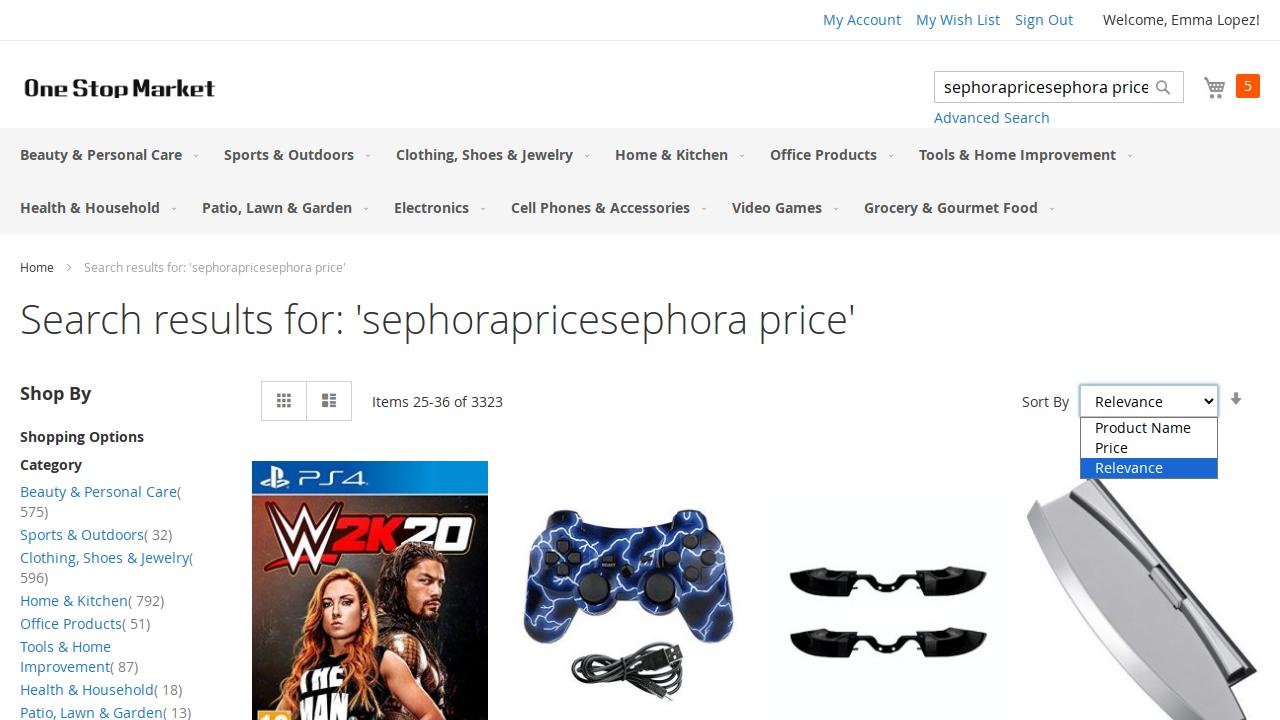 My Account My Wish List Sign Out Welcome, Emma Lopez!
One Stop Market
sephorapricesephora price
5
Advanced Search
Beauty & Personal Care Sports & Outdoors Clothing, Shoes & Jewelry Home & Kitchen Office Products Tools & Home Improvement
Health & Household Patio, Lawn & Garden Electronics Cell Phones & Accessories Video Games Grocery & Gourmet Food
Home Search results for: 'sephorapricesephora price'
Search results for: 'sephorapricesephora price'
Shop By
Items 25-36 of 3323
Sort By Relevance
Product Name
Price
Relevance
Shopping Options
Category
Beauty & Personal Care( 575)
Sports & Outdoors( 32)
Clothing, Shoes & Jewelry( 596)
Home & Kitchen( 792)
Office Products( 51)
Tools & Home Improvement( 87)
Health & Household( 18)
Patio, Lawn & Garden( 13)
PS4
W2K20
THE
MAN